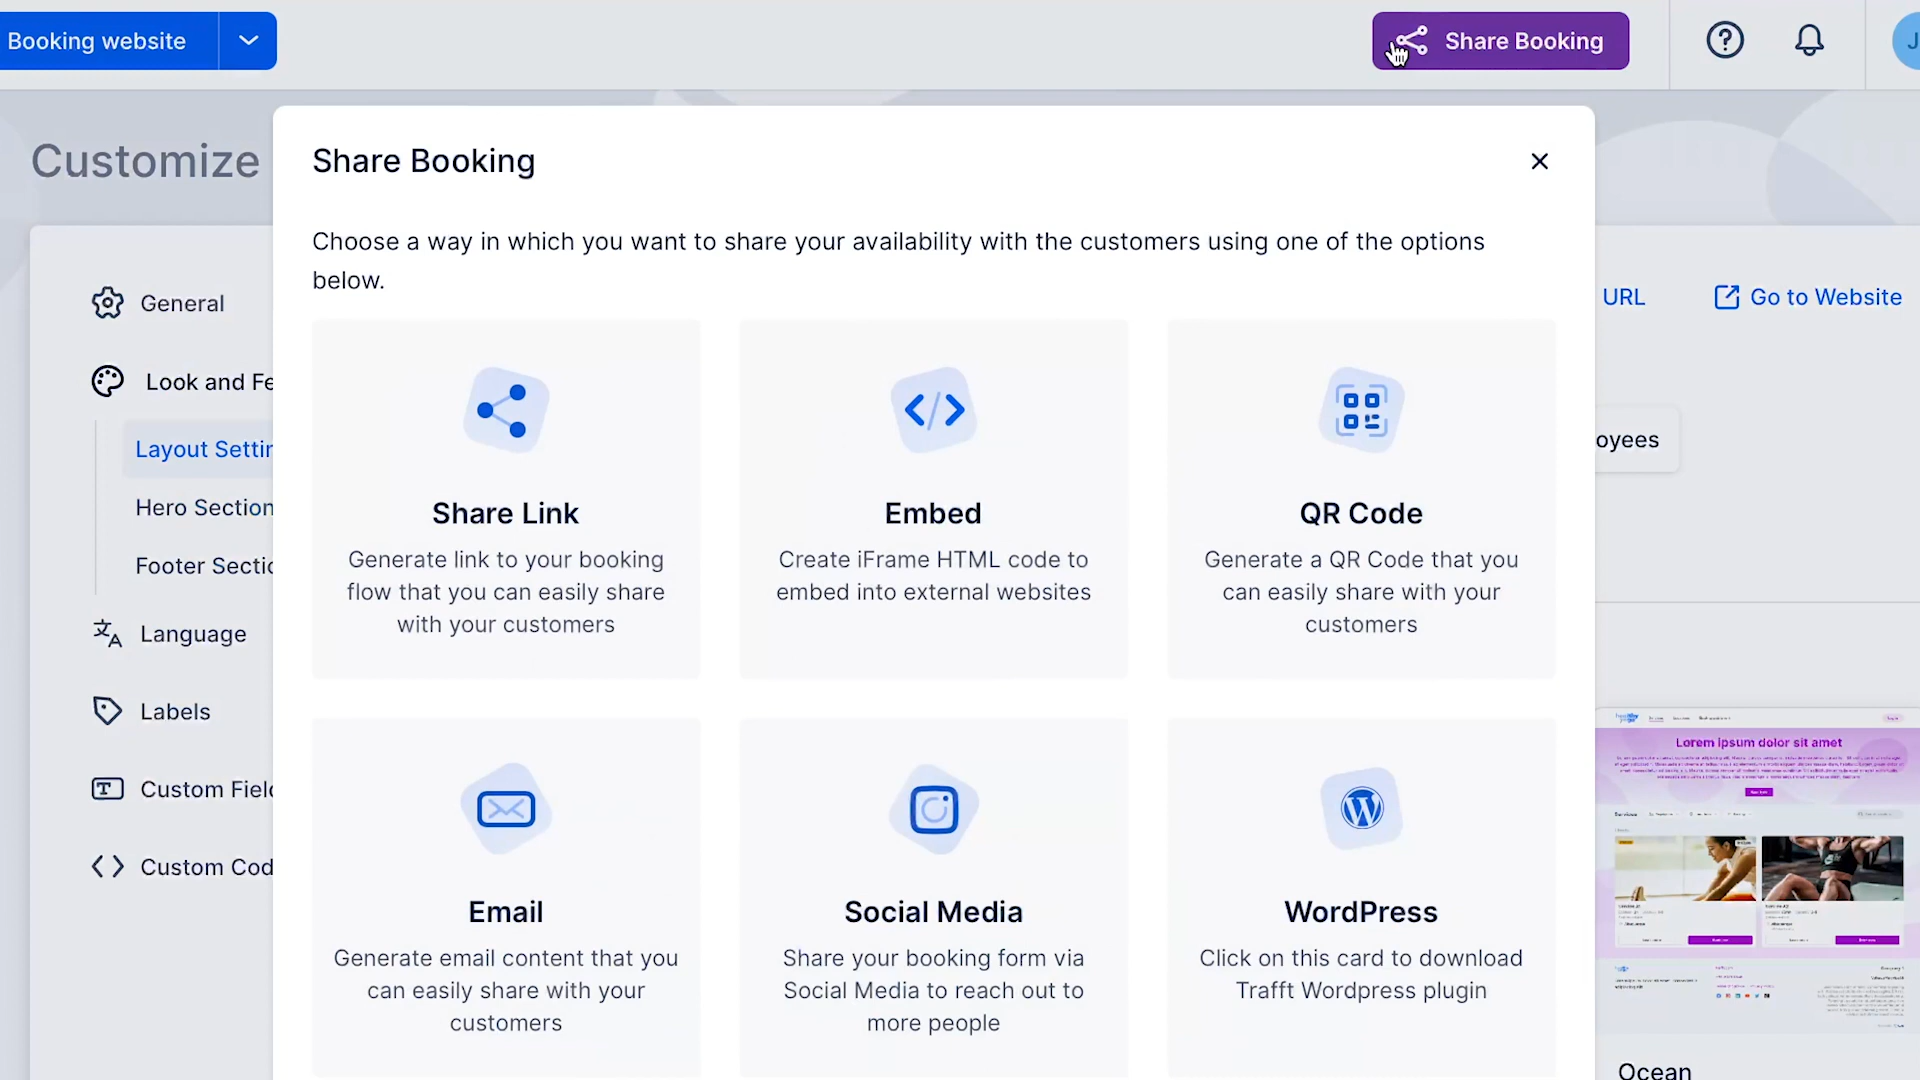 Booking website
Share Booking
J
Customize
Share Booking
Choose a way in which you want to share your availability with the customers using one of the options
below.
General
URL
Go to Website
Look and Fe
Layout Settin
Hero Section
Footer Sectio
Language
Labels
Custom Field
Custom Cod
oyees
Share Link
Generate link to your booking
flow that you can easily share
with your customers
Embed
Create iFrame HTML code to
embed into external websites
QR Code
Generate a QR Code that you
can easily share with your
customers
Email
Generate email content that you
can easily share with your
customers
Social Media
Share your booking form via
Social Media to reach out to
more people
WordPress
Click on this card to download
Trafft Wordpress plugin
Lorem ipsum dolor sit amet
Services
Ocean